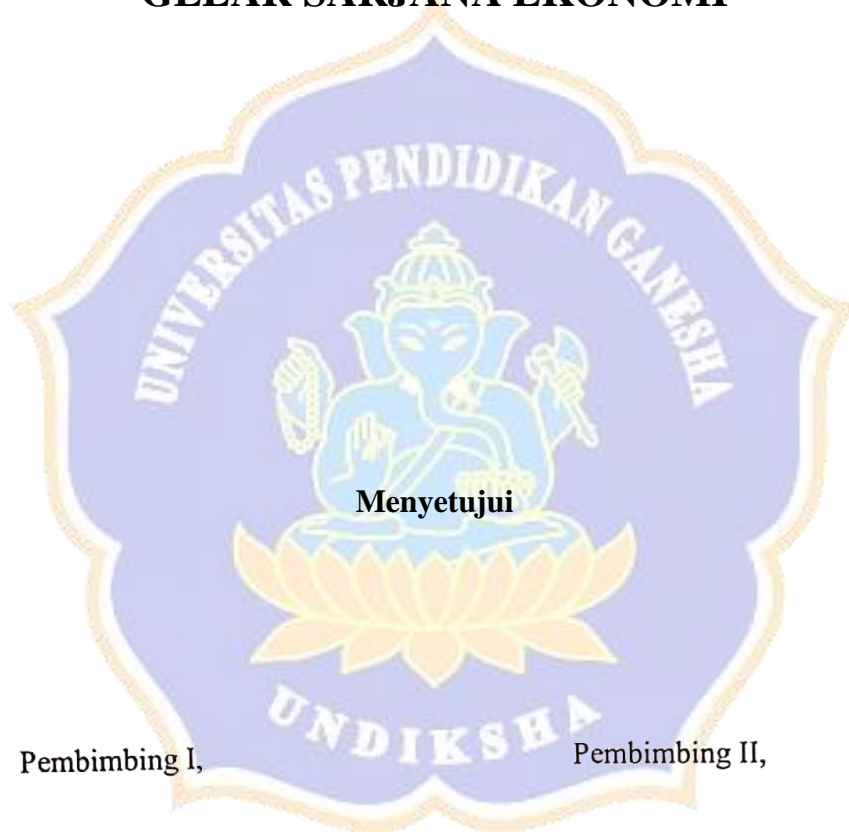 GELAR SARJANA EKONOMI
UNIVERSITAS PENDIDIKAN GANESHA
Menyetujui
UNDIKSHA
Pembimbing I,
Pembimbing II,